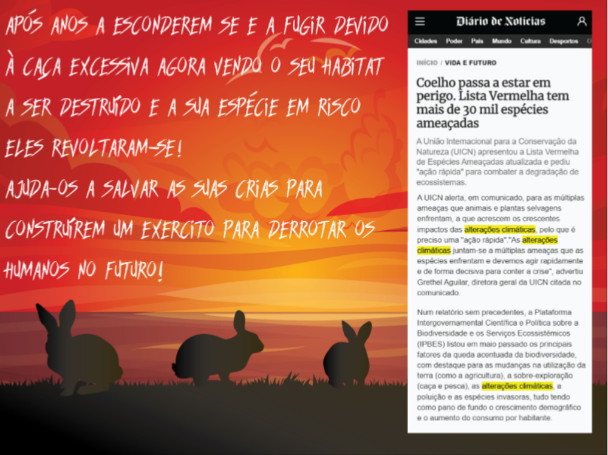 APÓS ANOS A ESCONDEREM SE E A FUGIR DEVIDO
À CAÇA EXCESSIVA AGORA VENDO O SEU HABITAT
A SER DESTRUÍDO E A SUA ESPÉCIE EM RISCO
ELES REVOLTARAM-SE!
AJUDA-OS A SALVAR AS SUAS CRIAS PARA
CONSTRUÍREM UM EXERCITO PARA DERROTAR OS
HUMANOS NO FUTURO!
Diário de Notícias
Cidades Poder País Mundo Cultura Desportos
INÍCIO / VIDA E FUTURO
Coelho passa a estar em
perigo. Lista Vermelha tem
mais de 30 mil espécies
ameaçadas
A União Internacional para a Conservação da
Natureza (UICN) apresentou a Lista Vermelha
de Espécies Ameaçadas atualizada e pediu
"ação rápida" para combater a degradação de
ecossistemas.
A UICN alerta, em comunicado, para as múltiplas
ameaças que animais e plantas selvagens
enfrentam, a que acrescem os crescentes
impactos das alterações climáticas, pelo que é
preciso uma "ação rápida"."As alterações
climáticas juntam-se a múltiplas ameaças que as
espécies enfrentam e devemos agir rapidamente
e de forma decisiva para conter a crise", advertiu
Grethel Aguilar, diretora geral da UICN citada no
comunicado.
Num relatório sem precedentes, a Plataforma
Intergovernamental Científica e Política sobre a
Biodiversidade e os Serviços Ecossistémicos
(IPBES) listou em maio passado os principais
fatores da queda acentuada da biodiversidade,
com destaque para as mudanças na utilização da
terra (como a agricultura), a sobre-exploração
(caça e pesca), as alterações climáticas, a
poluição e as espécies invasoras, tudo tendo
como pano de fundo o crescimento demográfico
e o aumento do consumo por habitante.